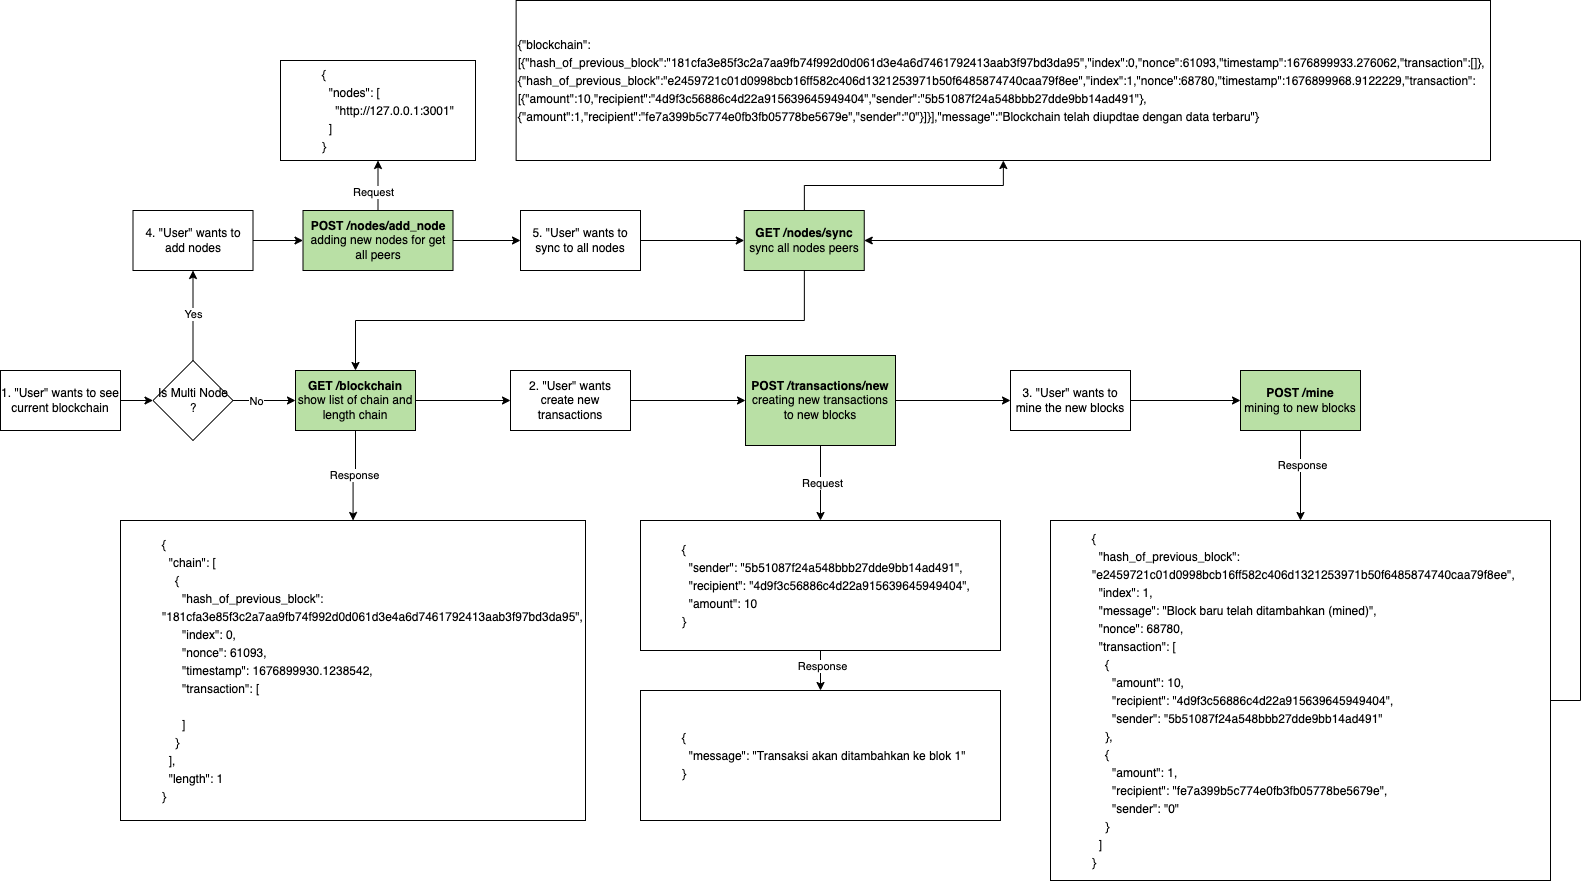 {"blockchain":
[{"hash_of_previous_block":"181cfa3e85f3c2a7aa9fb74f992d0d061d3e4a6d7461792413aab3f97bd3da95","index":0,"nonce":61093,"timestamp":1676899933.276062,"transaction":[]},
{"hash_of_previous_block":"e2459721c01d0998bcb16ff582c406d1321253971b50f6485874740caa79f8ee","index":1,"nonce":68780,"timestamp":1676899968.9122229,"transaction":
[{"amount":10,"recipient":"4d9f3c56886c4d22a915639645949404","sender":"5b51087f24a548bbb27dde9bb14ad491"},
{"amount":1,"recipient":"fe7a399b5c774e0fb3fb05778be5679e","sender":"0"}]}],"message":"Blockchain telah diupdtae dengan data terbaru"}
{
"nodes": [
"http://127.0.0.1:3001"
]
}
Request
4. "User" wants to
add nodes
POST /nodes/add_node
adding new nodes for get
all peers
5. "User" wants to
sync to all nodes
GET /nodes/sync
sync all nodes peers
Yes
1. "User" wants to see
current blockchain
Is Multi Node
?
No
GET /blockchain
show list of chain and
length chain
2. "User" wants
create new
transactions
POST /transactions/new
creating new transactions
to new blocks
3. "User" wants to
mine the new blocks
POST /mine
mining to new blocks
Response
{
"chain": [
{
"hash_of_previous_block":
"181cfa3e85f3c2a7aa9fb74f992d0d061d3e4a6d7461792413aab3f97bd3da95",
"index": 0,
"nonce": 61093,
"timestamp": 1676899930.1238542,
"transaction": [
]
}
],
"length": 1
}
Request
{
"sender": "5b51087f24a548bbb27dde9bb14ad491",
"recipient": "4d9f3c56886c4d22a915639645949404",
"amount": 10
}
Response
{
"message": "Transaksi akan ditambahkan ke blok 1"
}
Response
{
"hash_of_previous_block":
"e2459721c01d0998bcb16ff582c406d1321253971b50f6485874740caa79f8ee",
"index": 1,
"message": "Block baru telah ditambahkan (mined)",
"nonce": 68780,
"transaction": [
{
"amount": 10,
"recipient": "4d9f3c56886c4d22a915639645949404",
"sender": "5b51087f24a548bbb27dde9bb14ad491"
},
{
"amount": 1,
"recipient": "fe7a399b5c774e0fb3fb05778be5679e",
"sender": "0"
}
]
}